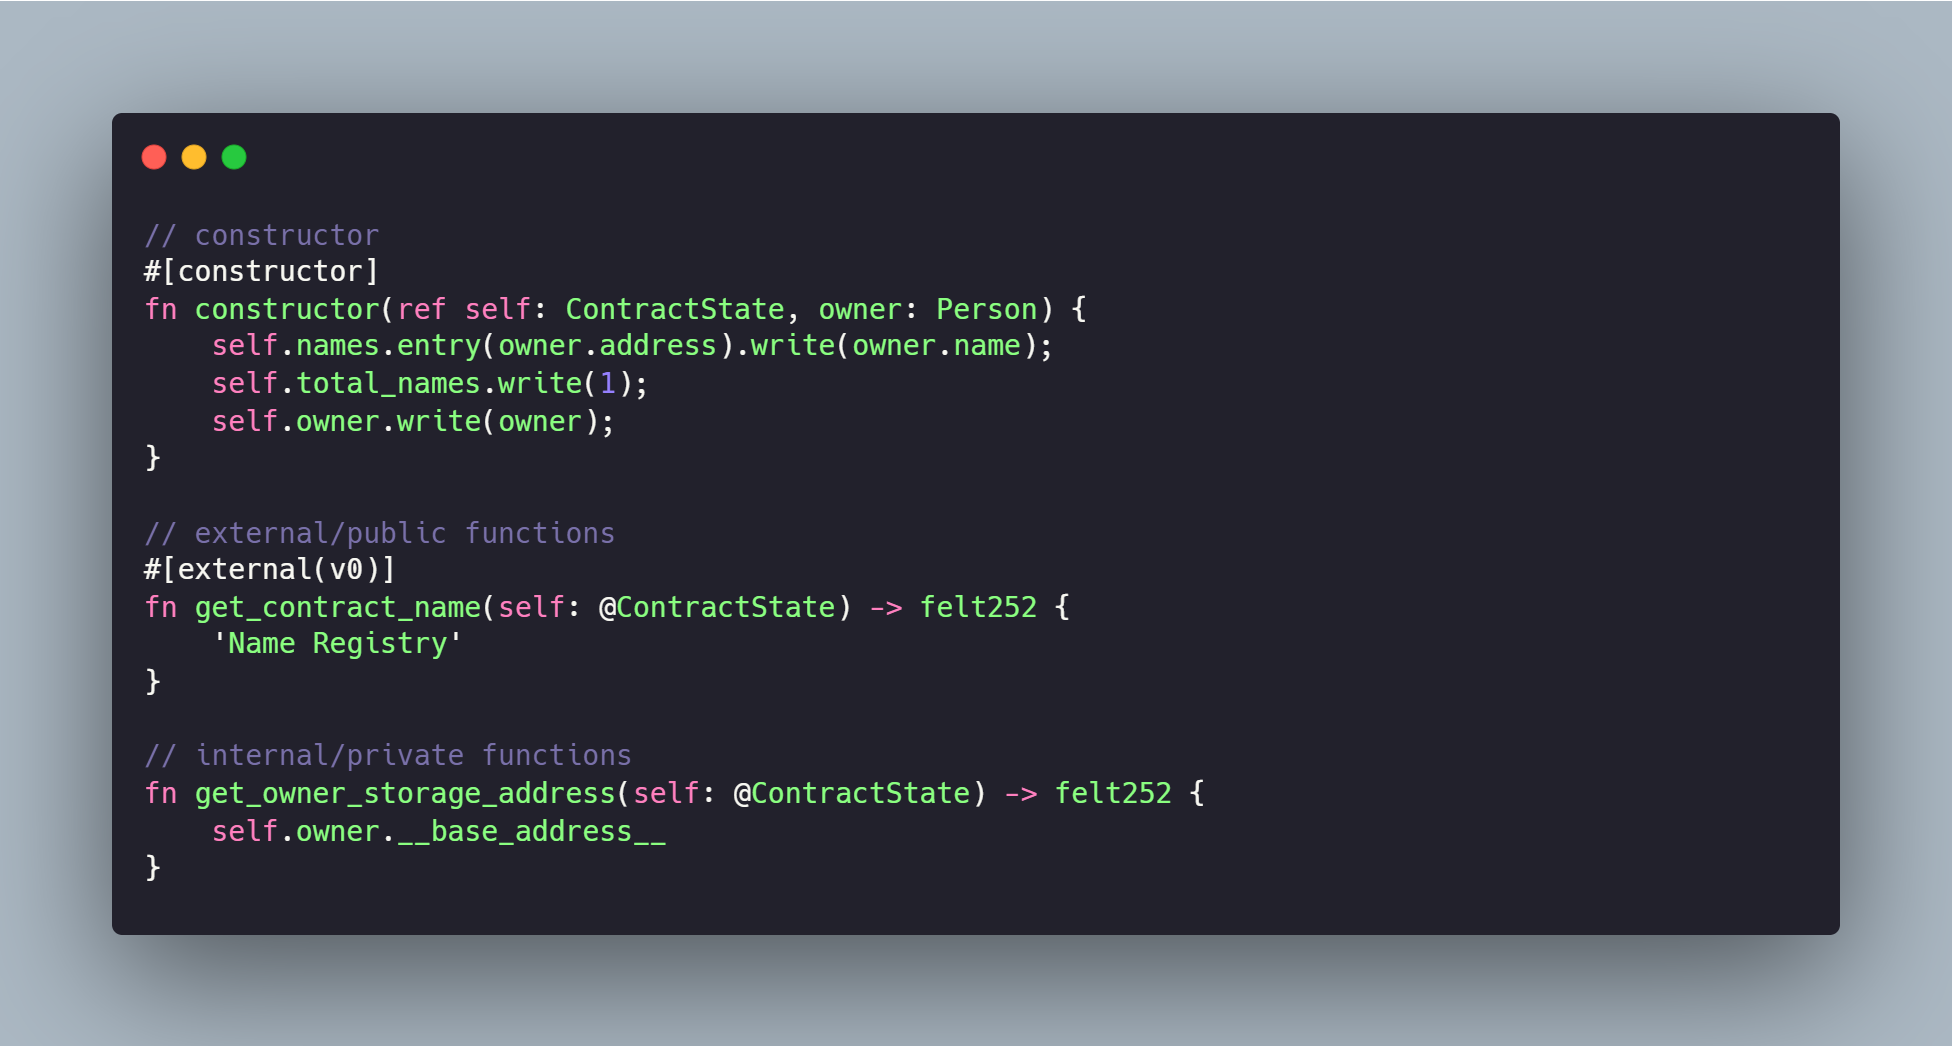 // constructor
#[constructor]
fn constructor(ref self: ContractState, owner: Person) {
    self.names.entry(owner.address).write(owner.name);
    self.total_names.write(1);
    self.owner.write(owner);
}

// external/public functions
#[external(v0)]
fn get_contract_name(self: @ContractState) -> felt252 {
    'Name Registry'
}

// internal/private functions
fn get_owner_storage_address(self: @ContractState) -> felt252 {
    self.owner.__base_address__
}